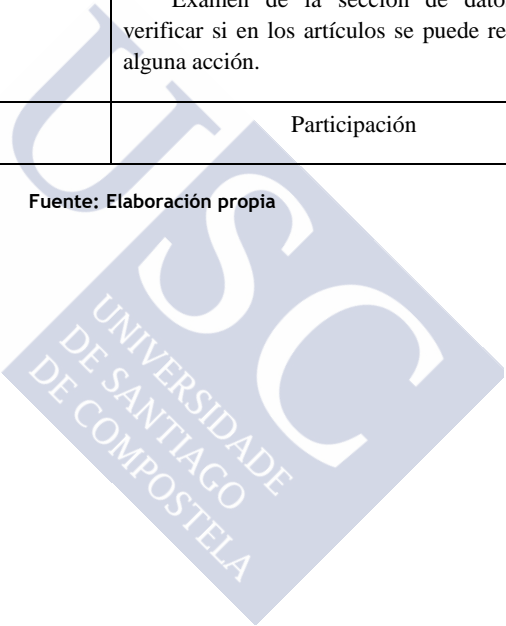 Examen de la sección de dato
verificar si en los artículos se puede re
alguna acción.
Participación
Fuente: Elaboración propia
USC
UNIVERSIDADE
DE SANTIAGO
DE COMPOSTELA